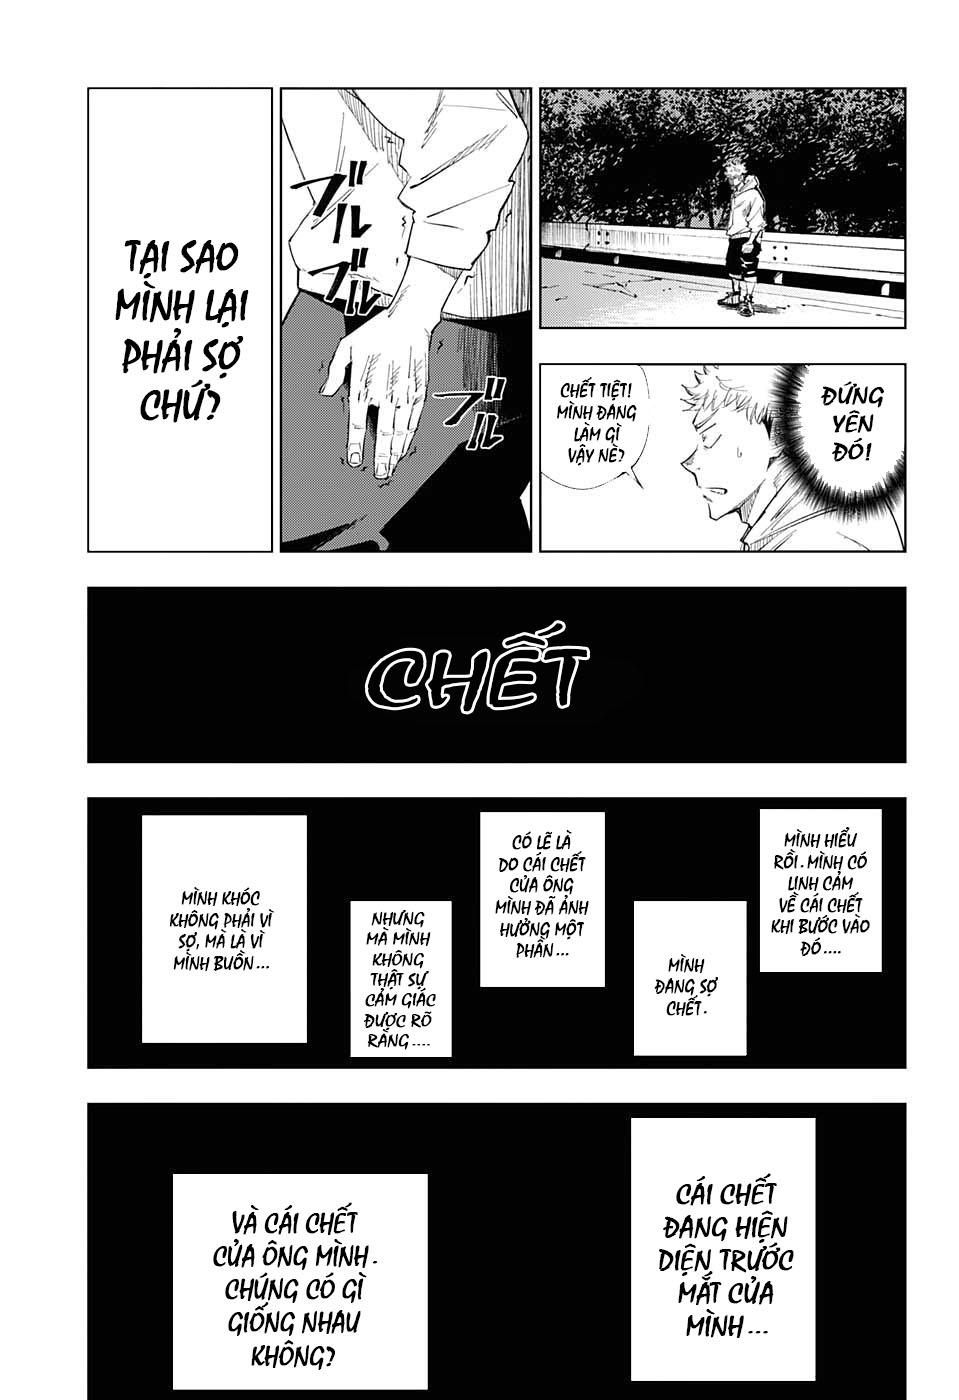 ĐỨNG
YÊN
ĐÓ!
CHẾT TIỆT!
MÌNH ĐANG
LÀM GÌ
VẬY NÈ?
ブル
ブル
ブル
TẠI SAO
MÌNH LẠI
PHẢI SỢ
CHỨ?
CHẾT
MÌNH HIỂU
RỒI. MÌNH CÓ
LINH CẢM
VỀ CÁI CHẾT
KHI BƯỚC VÀO
ĐÓ....
MÌNH
ĐANG SỢ
CHẾT.
CÓ LẼ LÀ
DO CÁI CHẾT
CỦA ÔNG
MÌNH ĐÃ ẢNH
HƯỞNG MỘT
PHẦN...
NHƯNG
MÀ MÌNH
KHÔNG
THẬT SỰ
CẢM GIÁC
ĐƯỢC RÕ
RÀNG....
MÌNH KHÓC
KHÔNG PHẢI VÌ
SỢ, MÀ LÀ VÌ
MÌNH BUỒN...
CÁI CHẾT
ĐANG HIỆN
DIỆN TRƯỚC
MẮT CỦA
MÌNH...
VÀ CÁI CHẾT
CỦA ÔNG MÌNH.
CHÚNG CÓ GÌ
GIỐNG NHAU
KHÔNG?